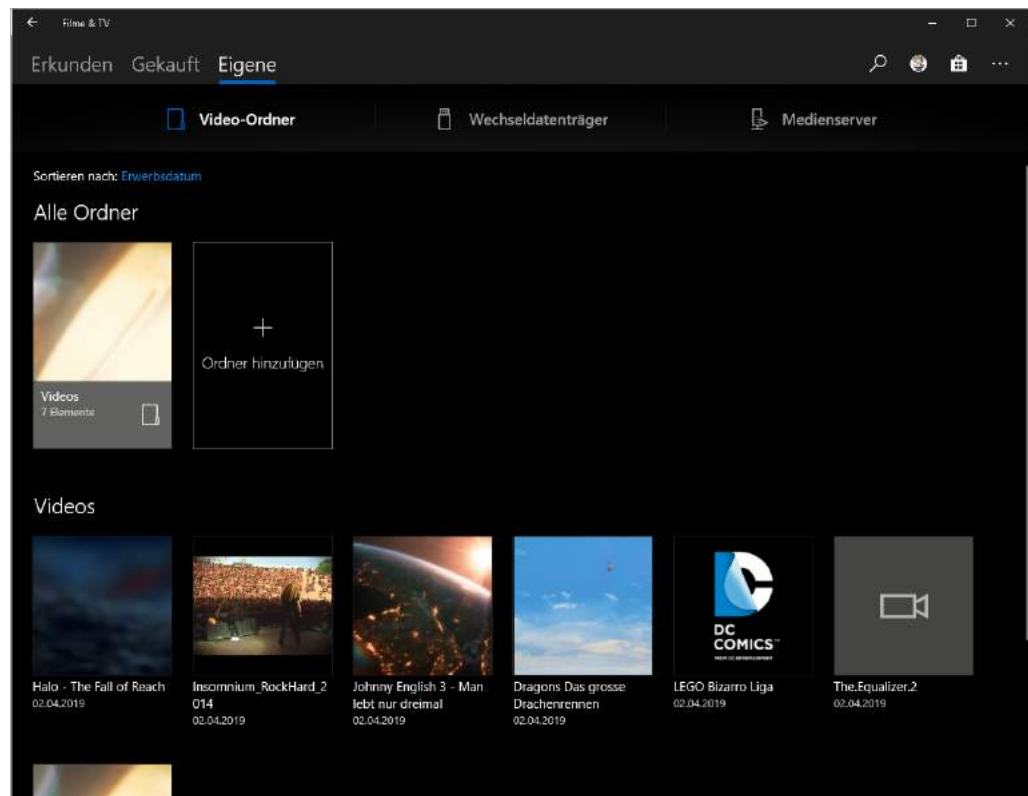 Filme & TV
Erkunden Gekauft Eigene
Video-Ordner Wechseldatenträger Medienserver
Sortieren nach: Erwerbsdatum
Alle Ordner
Ordner hinzufügen
Videos
7 Elemente
Videos
DC
COMICS™
Halo - The Fall of Reach
02.04.2019
Insomnium_RockHard_2
014
02.04.2019
Johnny English 3 - Man
lebt nur dreimal
02.04.2019
Dragons Das grosse
Drachenrennen
02.04.2019
LEGO Bizarro Liga
02.04.2019
The.Equalizer.2
02.04.2019